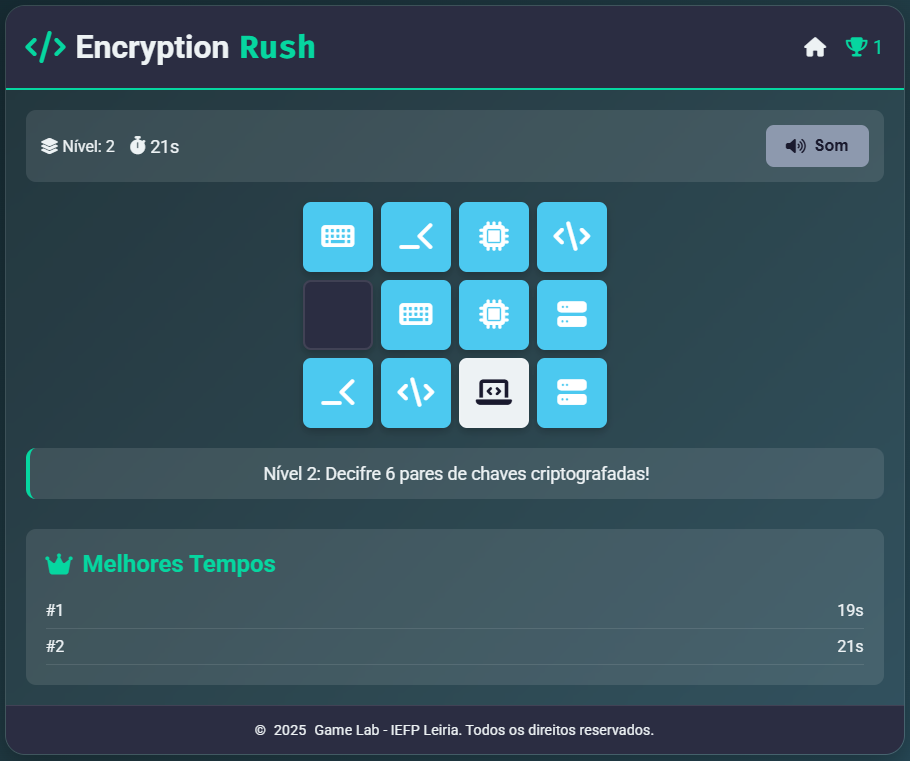 Encryption Rush
1
Nível: 2
21s
Som
Nível 2: Decifre 6 pares de chaves criptografadas!
Melhores Tempos
#1 19s
#2 21s
© 2025 Game Lab - IEFP Leiria. Todos os direitos reservados.